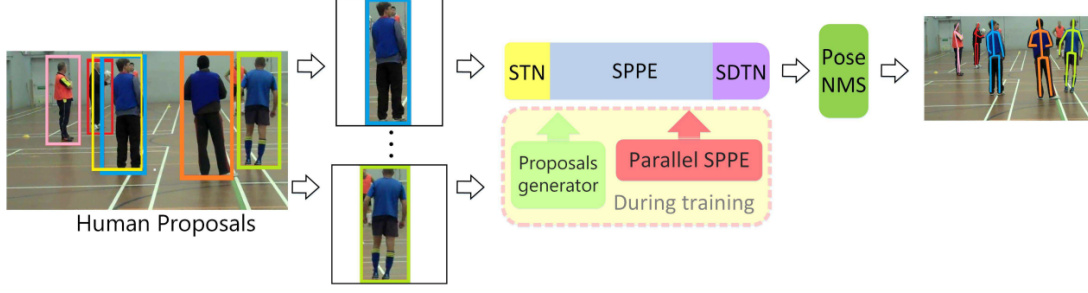 Human Proposals
STN
SPPE
SDTN
Proposals
generator
Parallel SPPE
During training
Pose
NMS